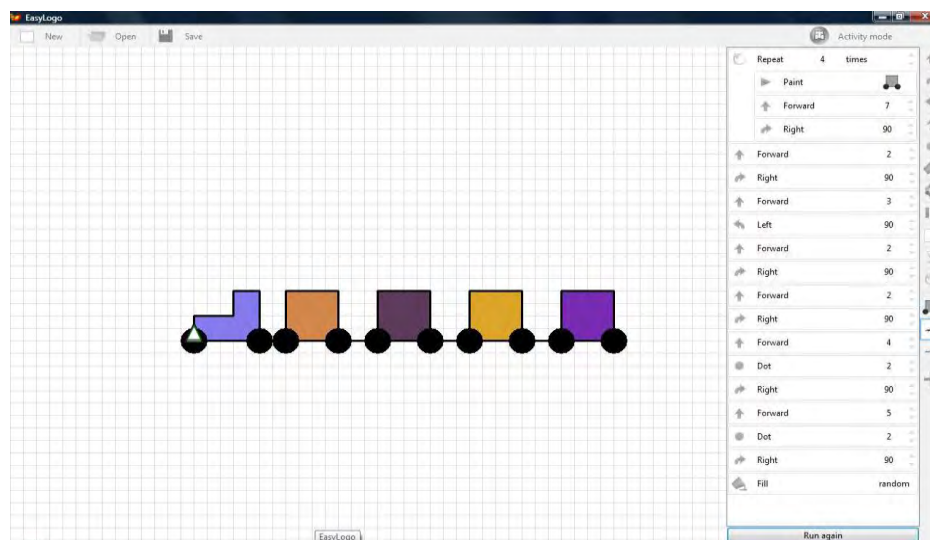 EasyLogo
New Open Save Activity mode
Repeat 4 times
Paint
Forward 7
Right 90
Forward 2
Right 90
Forward 3
Left 90
Forward 2
Right 90
Forward 2
Right 90
Forward 4
Dot 2
Right 90
Forward 5
Dot 2
Right 90
Fill random
EasyLogo
Run again